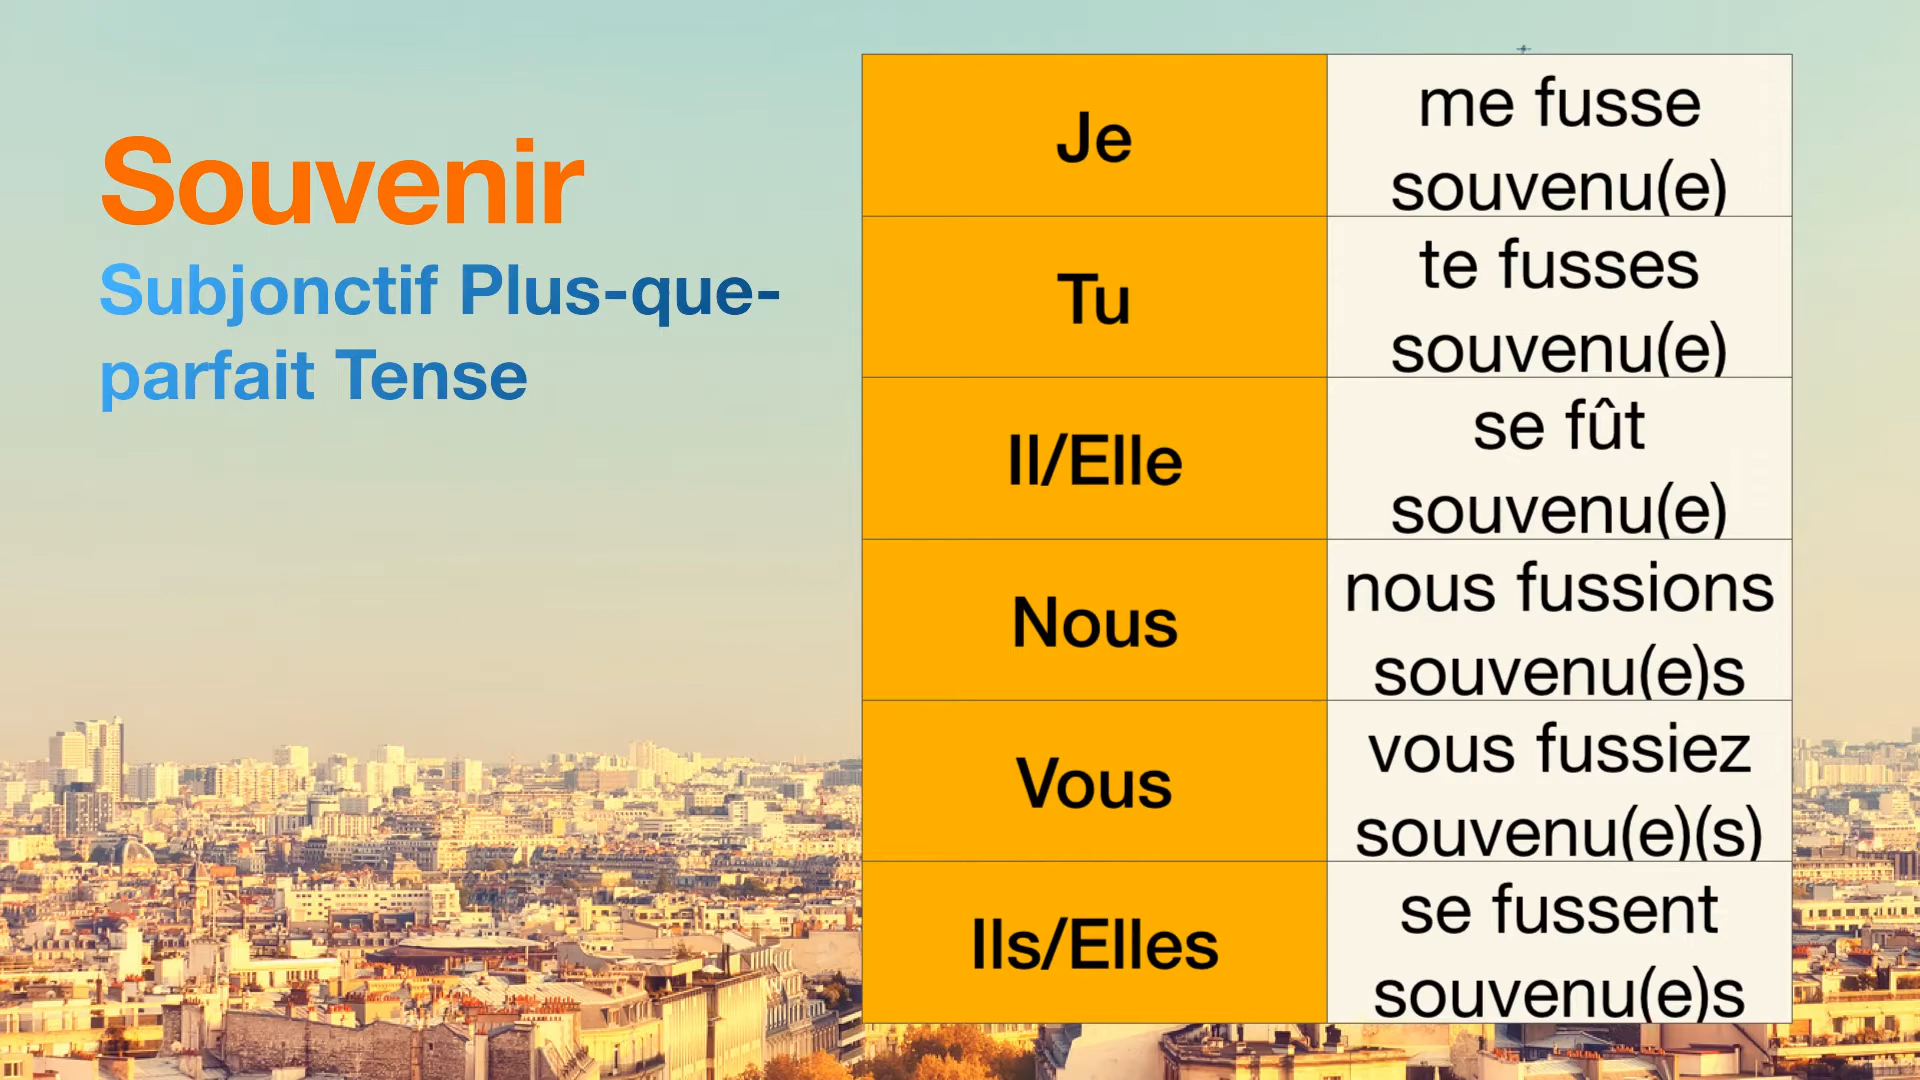 Souvenir
Subjonctif Plus-que-
parfait Tense
Je
me fusse
souvenu(e)
Tu
te fusses
souvenu(e)
Il/Elle
se fût
souvenu(e)
Nous
nous fussions
souvenu(e)s
Vous
vous fussiez
souvenu(e)(s)
Ils/Elles
se fussent
souvenu(e)s